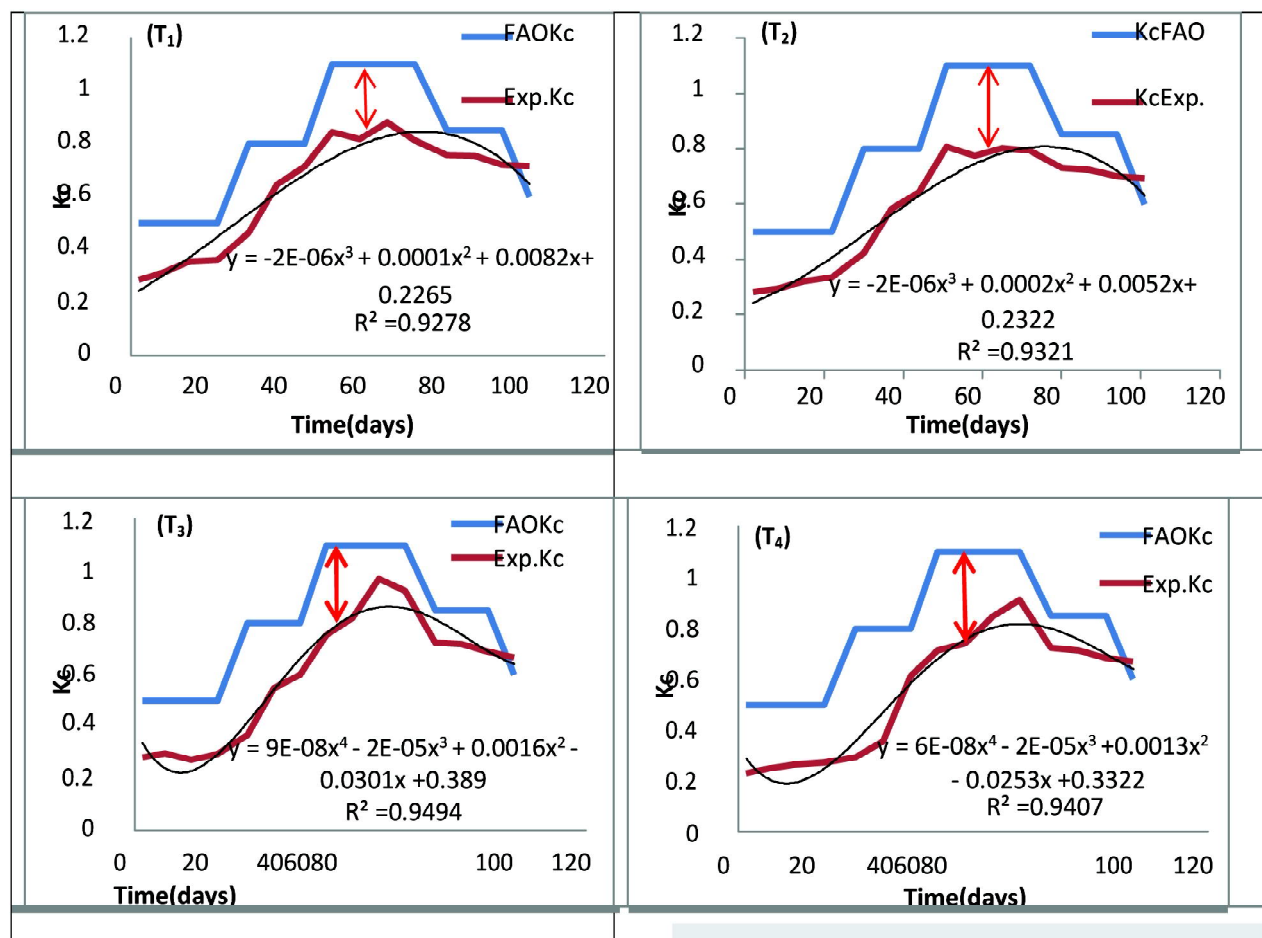 (T1)
FAOKc
Exp.Kc
1.2
1
0.8
0.6
0.4
0.2
0
Kc
y = -2E-06x³ + 0.0001x² + 0.0082x+
0.2265
R² =0.9278
0 20 40 60 80 100 120
Time(days)
(T2)
KcFAO
KcExp.
1.2
1
0.8
0.6
0.4
0.2
0
Kc
y = -2E-06x³ + 0.0002x² + 0.0052x+
0.2322
R² =0.9321
0 20 40 60 80 100 120
Time(days)
(T3)
FAOKc
Exp.Kc
1.2
1
0.8
0.6
0.4
0.2
0
Kc
y = 9E-08x⁴ - 2E-05x³ + 0.0016x² -
0.0301x +0.389
R² =0.9494
0 20 406080 100 120
Time(days)
(T4)
FAOKc
Exp.Kc
1.2
1
0.8
0.6
0.4
0.2
0
Kc
y = 6E-08x⁴ - 2E-05x³ +0.0013x²
- 0.0253x +0.3322
R² =0.9407
0 20 406080 100 120
Time(days)